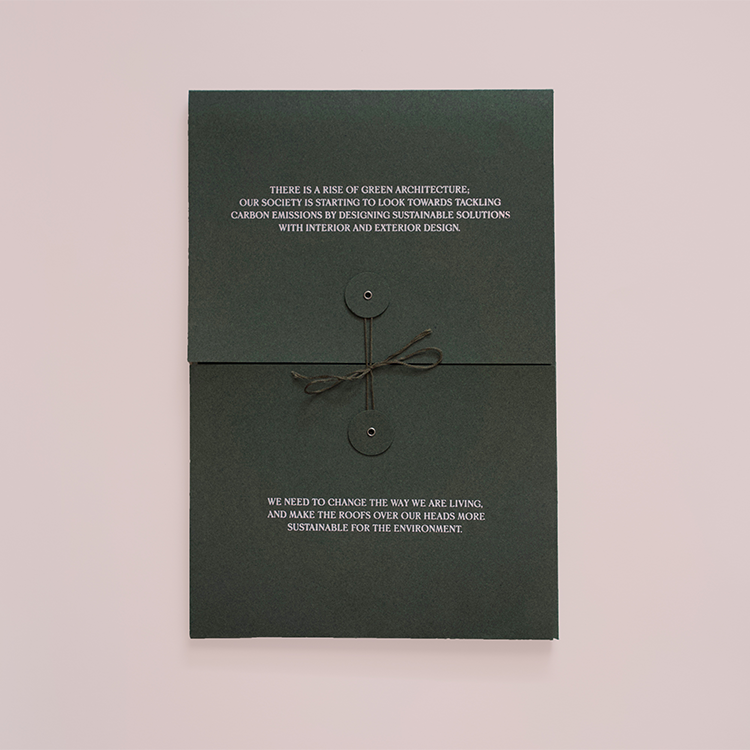 THERE IS A RISE OF GREEN ARCHITECTURE;
OUR SOCIETY IS STARTING TO LOOK TOWARDS TACKLING
CARBON EMISSIONS BY DESIGNING SUSTAINABLE SOLUTIONS
WITH INTERIOR AND EXTERIOR DESIGN.
WE NEED TO CHANGE THE WAY WE ARE LIVING,
AND MAKE THE ROOFS OVER OUR HEADS MORE
SUSTAINABLE FOR THE ENVIRONMENT.